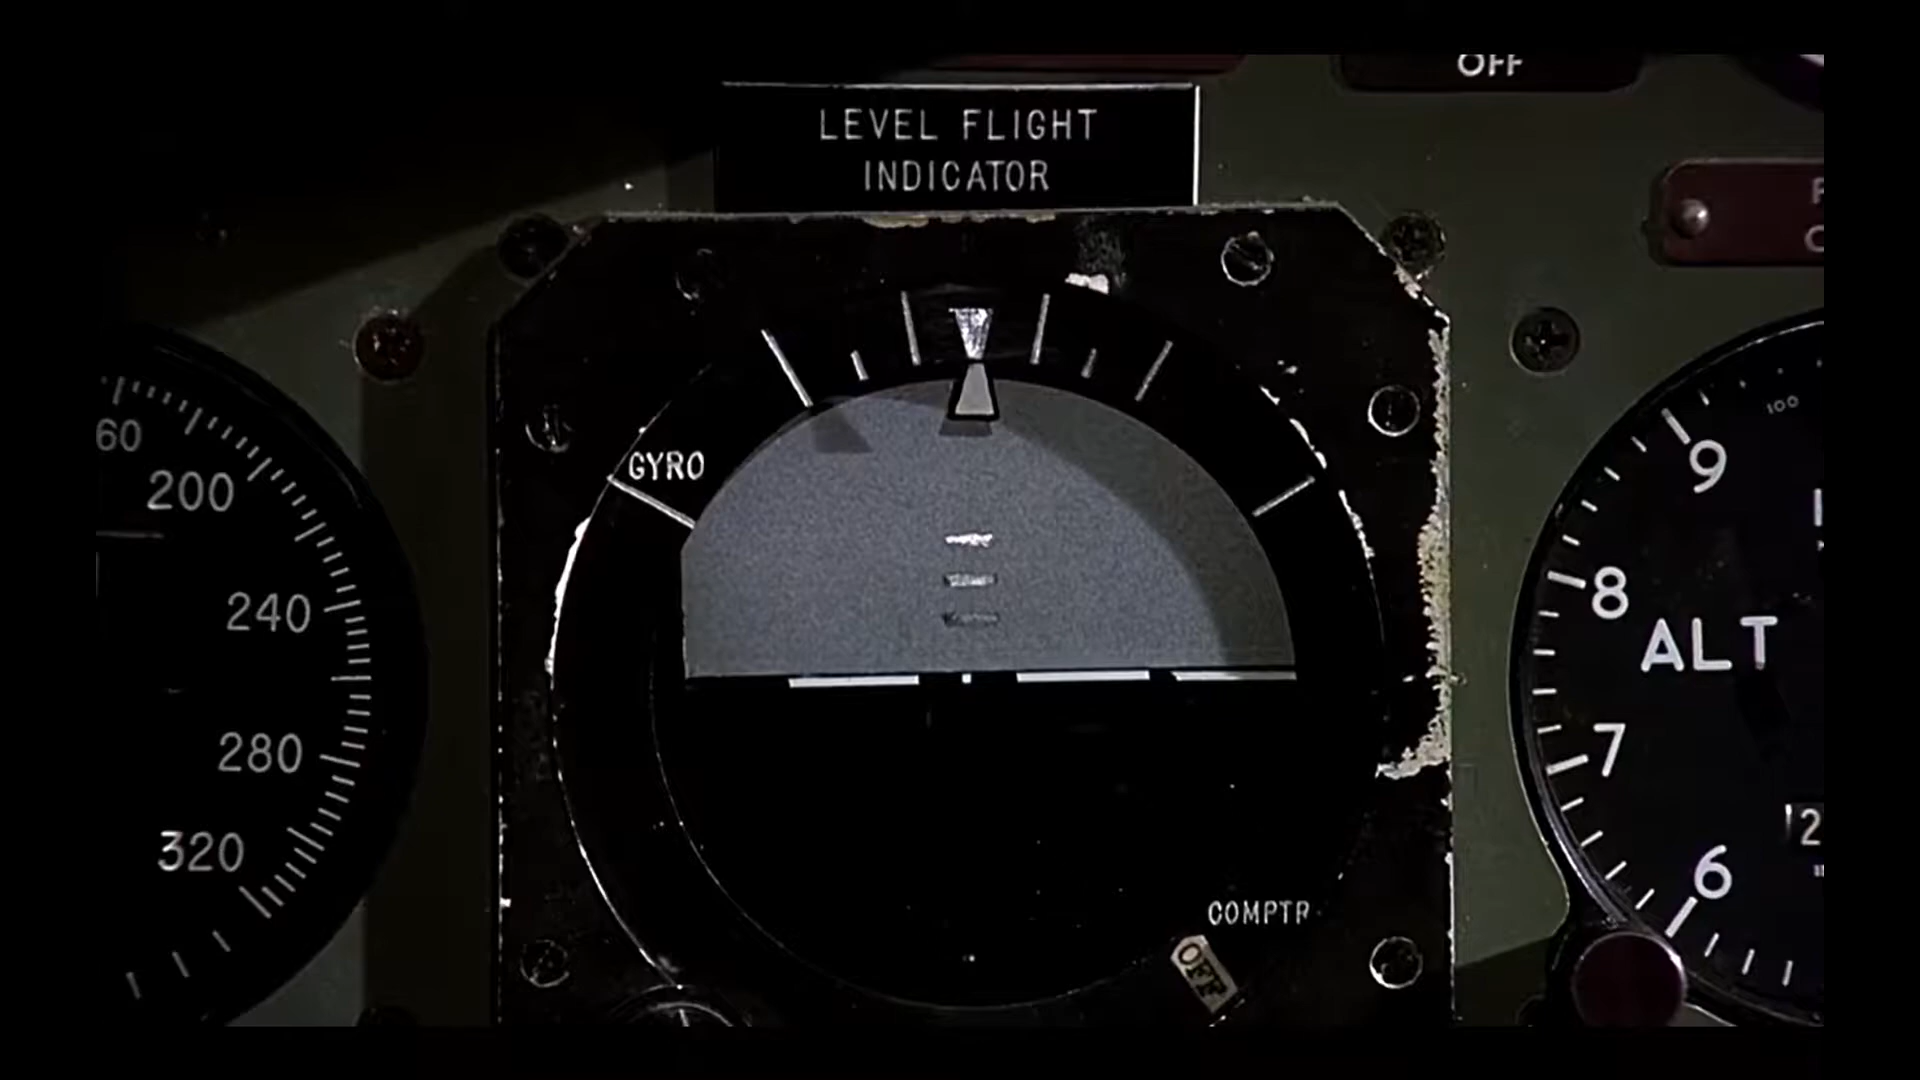 OFF
LEVEL FLIGHT
INDICATOR
100
60
200
240
280
320
GYRO
9
8
ALT
7
6
2
COMPTR
OFF